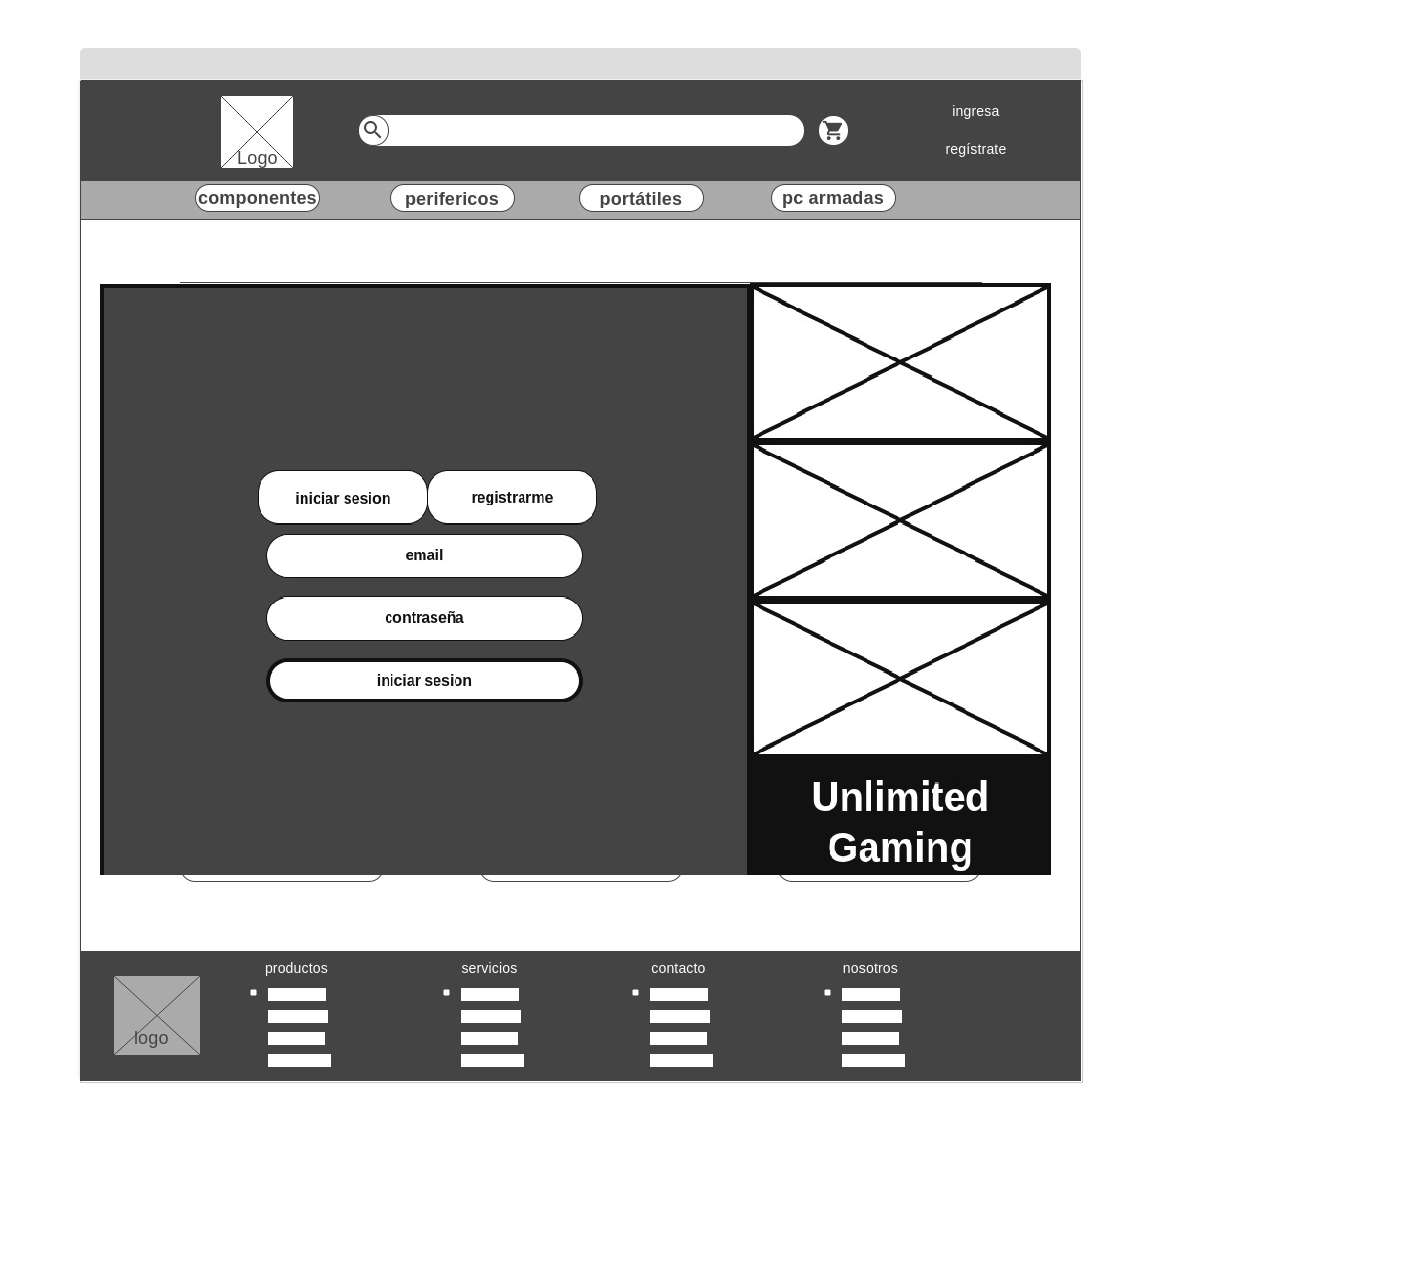 Logo
ingresa
regístrate
componentes
perifericos
portátiles
pc armadas
iniciar sesion
registrarme
email
contraseña
iniciar sesion
Unlimited
Gaming
productos
servicios
contacto
nosotros
logo